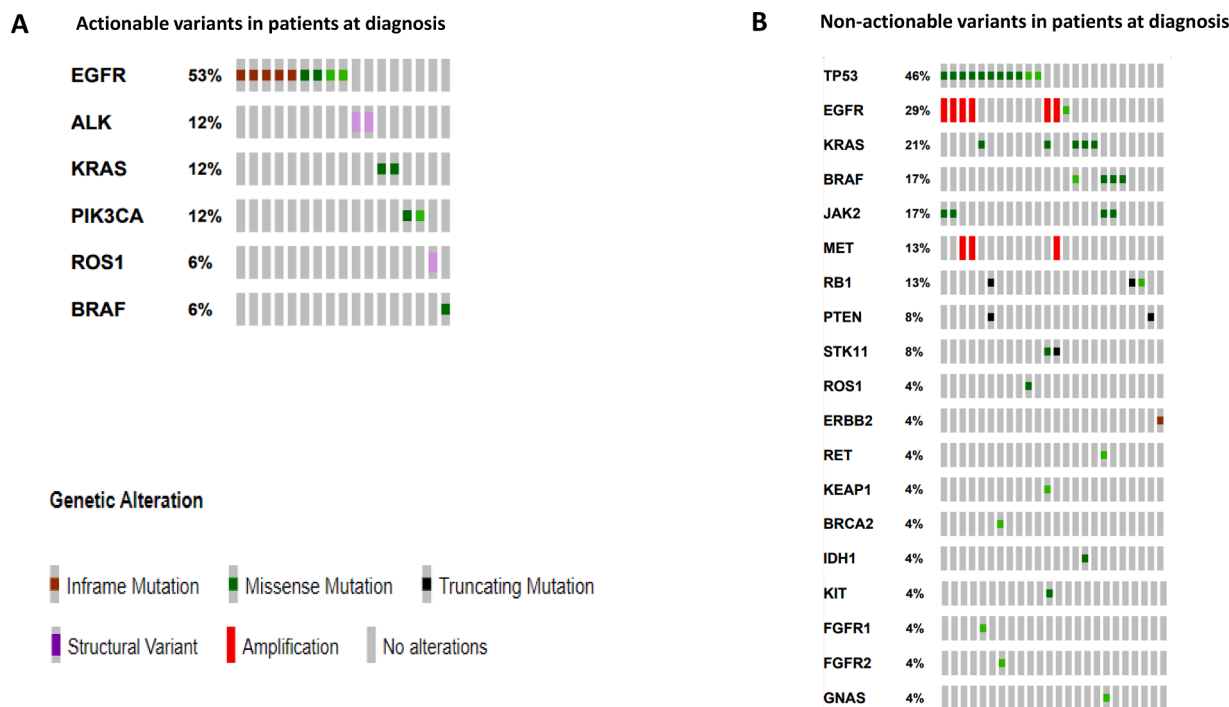 A Actionable variants in patients at diagnosis
EGFR 53%
ALK 12%
KRAS 12%
PIK3CA 12%
ROS1 6%
BRAF 6%
Genetic Alteration
Inframe Mutation Missense Mutation Truncating Mutation
Structural Variant Amplification No alterations
B Non-actionable variants in patients at diagnosis
TP53 46%
EGFR 29%
KRAS 21%
BRAF 17%
JAK2 17%
MET 13%
RB1 13%
PTEN 8%
STK11 8%
ROS1 4%
ERBB2 4%
RET 4%
KEAP1 4%
BRCA2 4%
IDH1 4%
KIT 4%
FGFR1 4%
FGFR2 4%
GNAS 4%